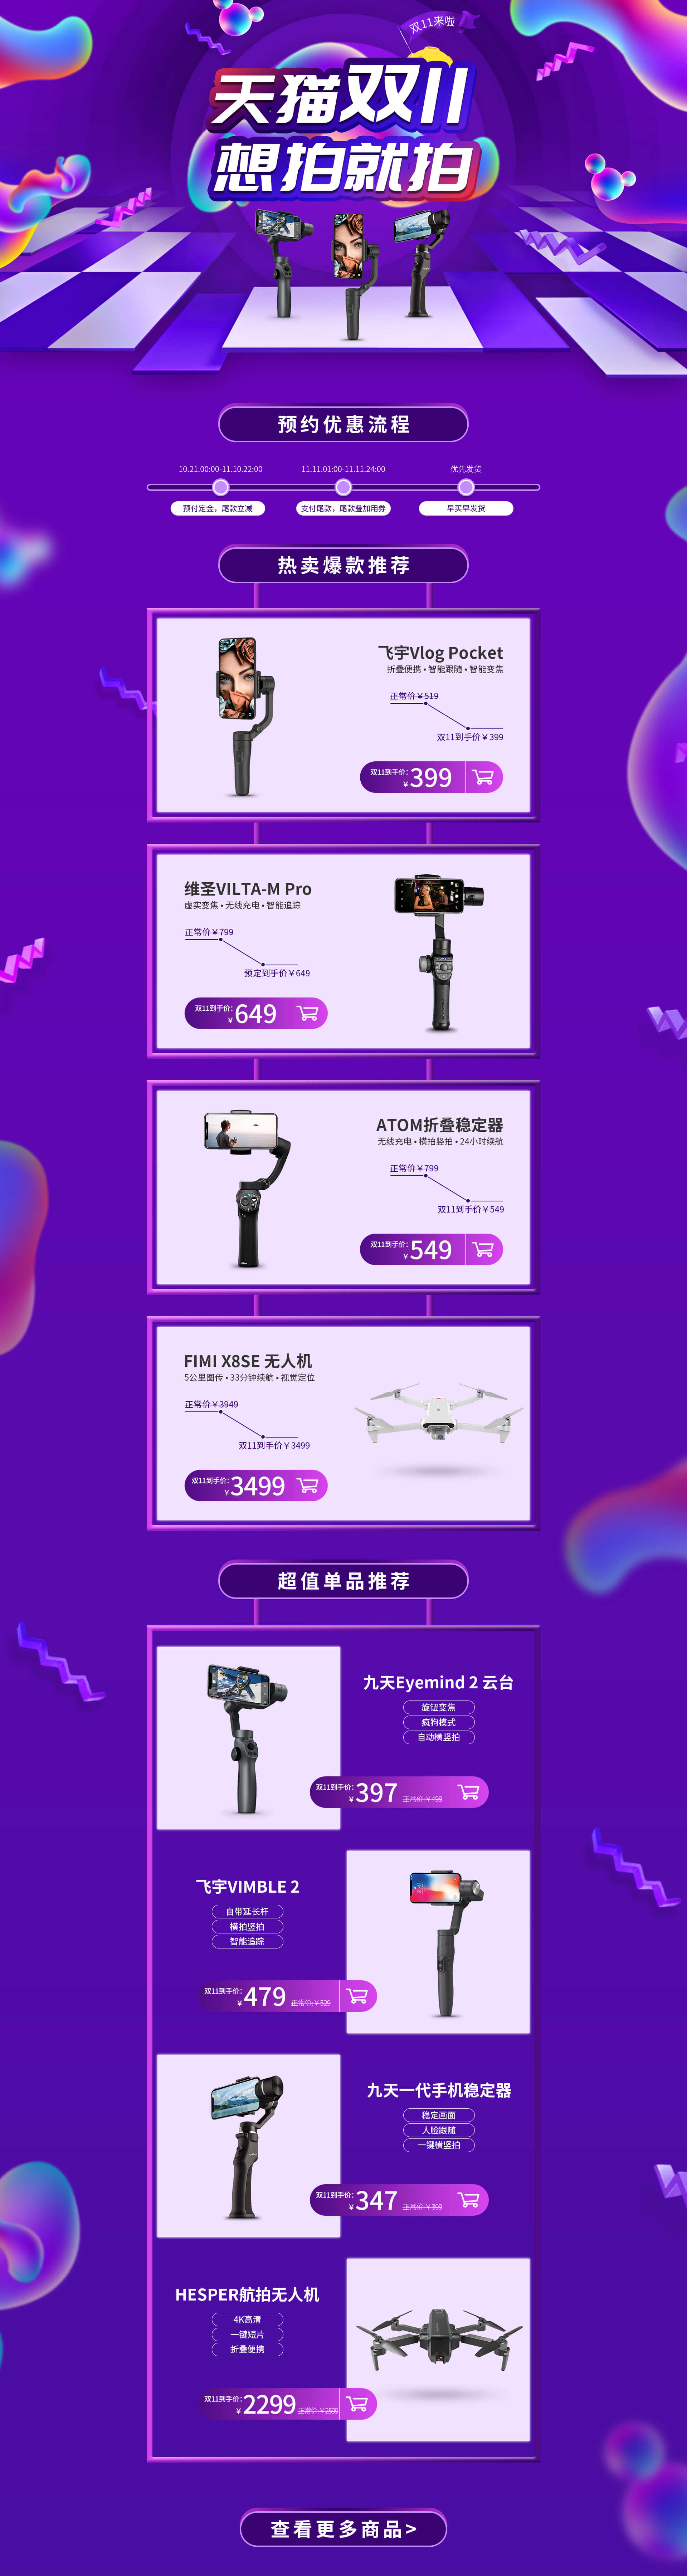 双11来啦
天猫双11
想拍就拍
预约优惠流程
10.21.00:00-11.10.22:00
11.11.01:00-11.11.24:00
优先发货
预付定金，尾款立减
支付尾款，尾款叠加用券
早买早发货
热卖爆款推荐
飞宇Vlog Pocket
折叠便携•智能跟随•智能变焦
正常价￥519
双11到手价￥399
双11到手价：
￥399
维圣VILTA-M Pro
虚实变焦•无线充电•智能追踪
正常价￥799
预定到手价￥649
双11到手价：
￥649
ATOM折叠稳定器
无线充电•横拍竖拍•24小时续航
正常价￥799
双11到手价￥549
双11到手价：
￥549
FIMI X8SE 无人机
5公里图传•33分钟续航•视觉定位
正常价￥3949
双11到手价￥3499
双11到手价：
￥3499
超值单品推荐
九天Eyemind 2 云台
旋钮变焦
疯狗模式
自动横竖拍
双11到手价：
￥397 正常价:￥499
飞宇VIMBLE 2
自带延长杆
横拍竖拍
智能追踪
双11到手价：
￥479 正常价:￥529
九天一代手机稳定器
稳定画面
人脸跟随
一键横竖拍
双11到手价：
￥347 正常价:￥399
HESPER航拍无人机
4K高清
一键短片
折叠便携
双11到手价：
￥2299 正常价:￥2599
查看更多商品>